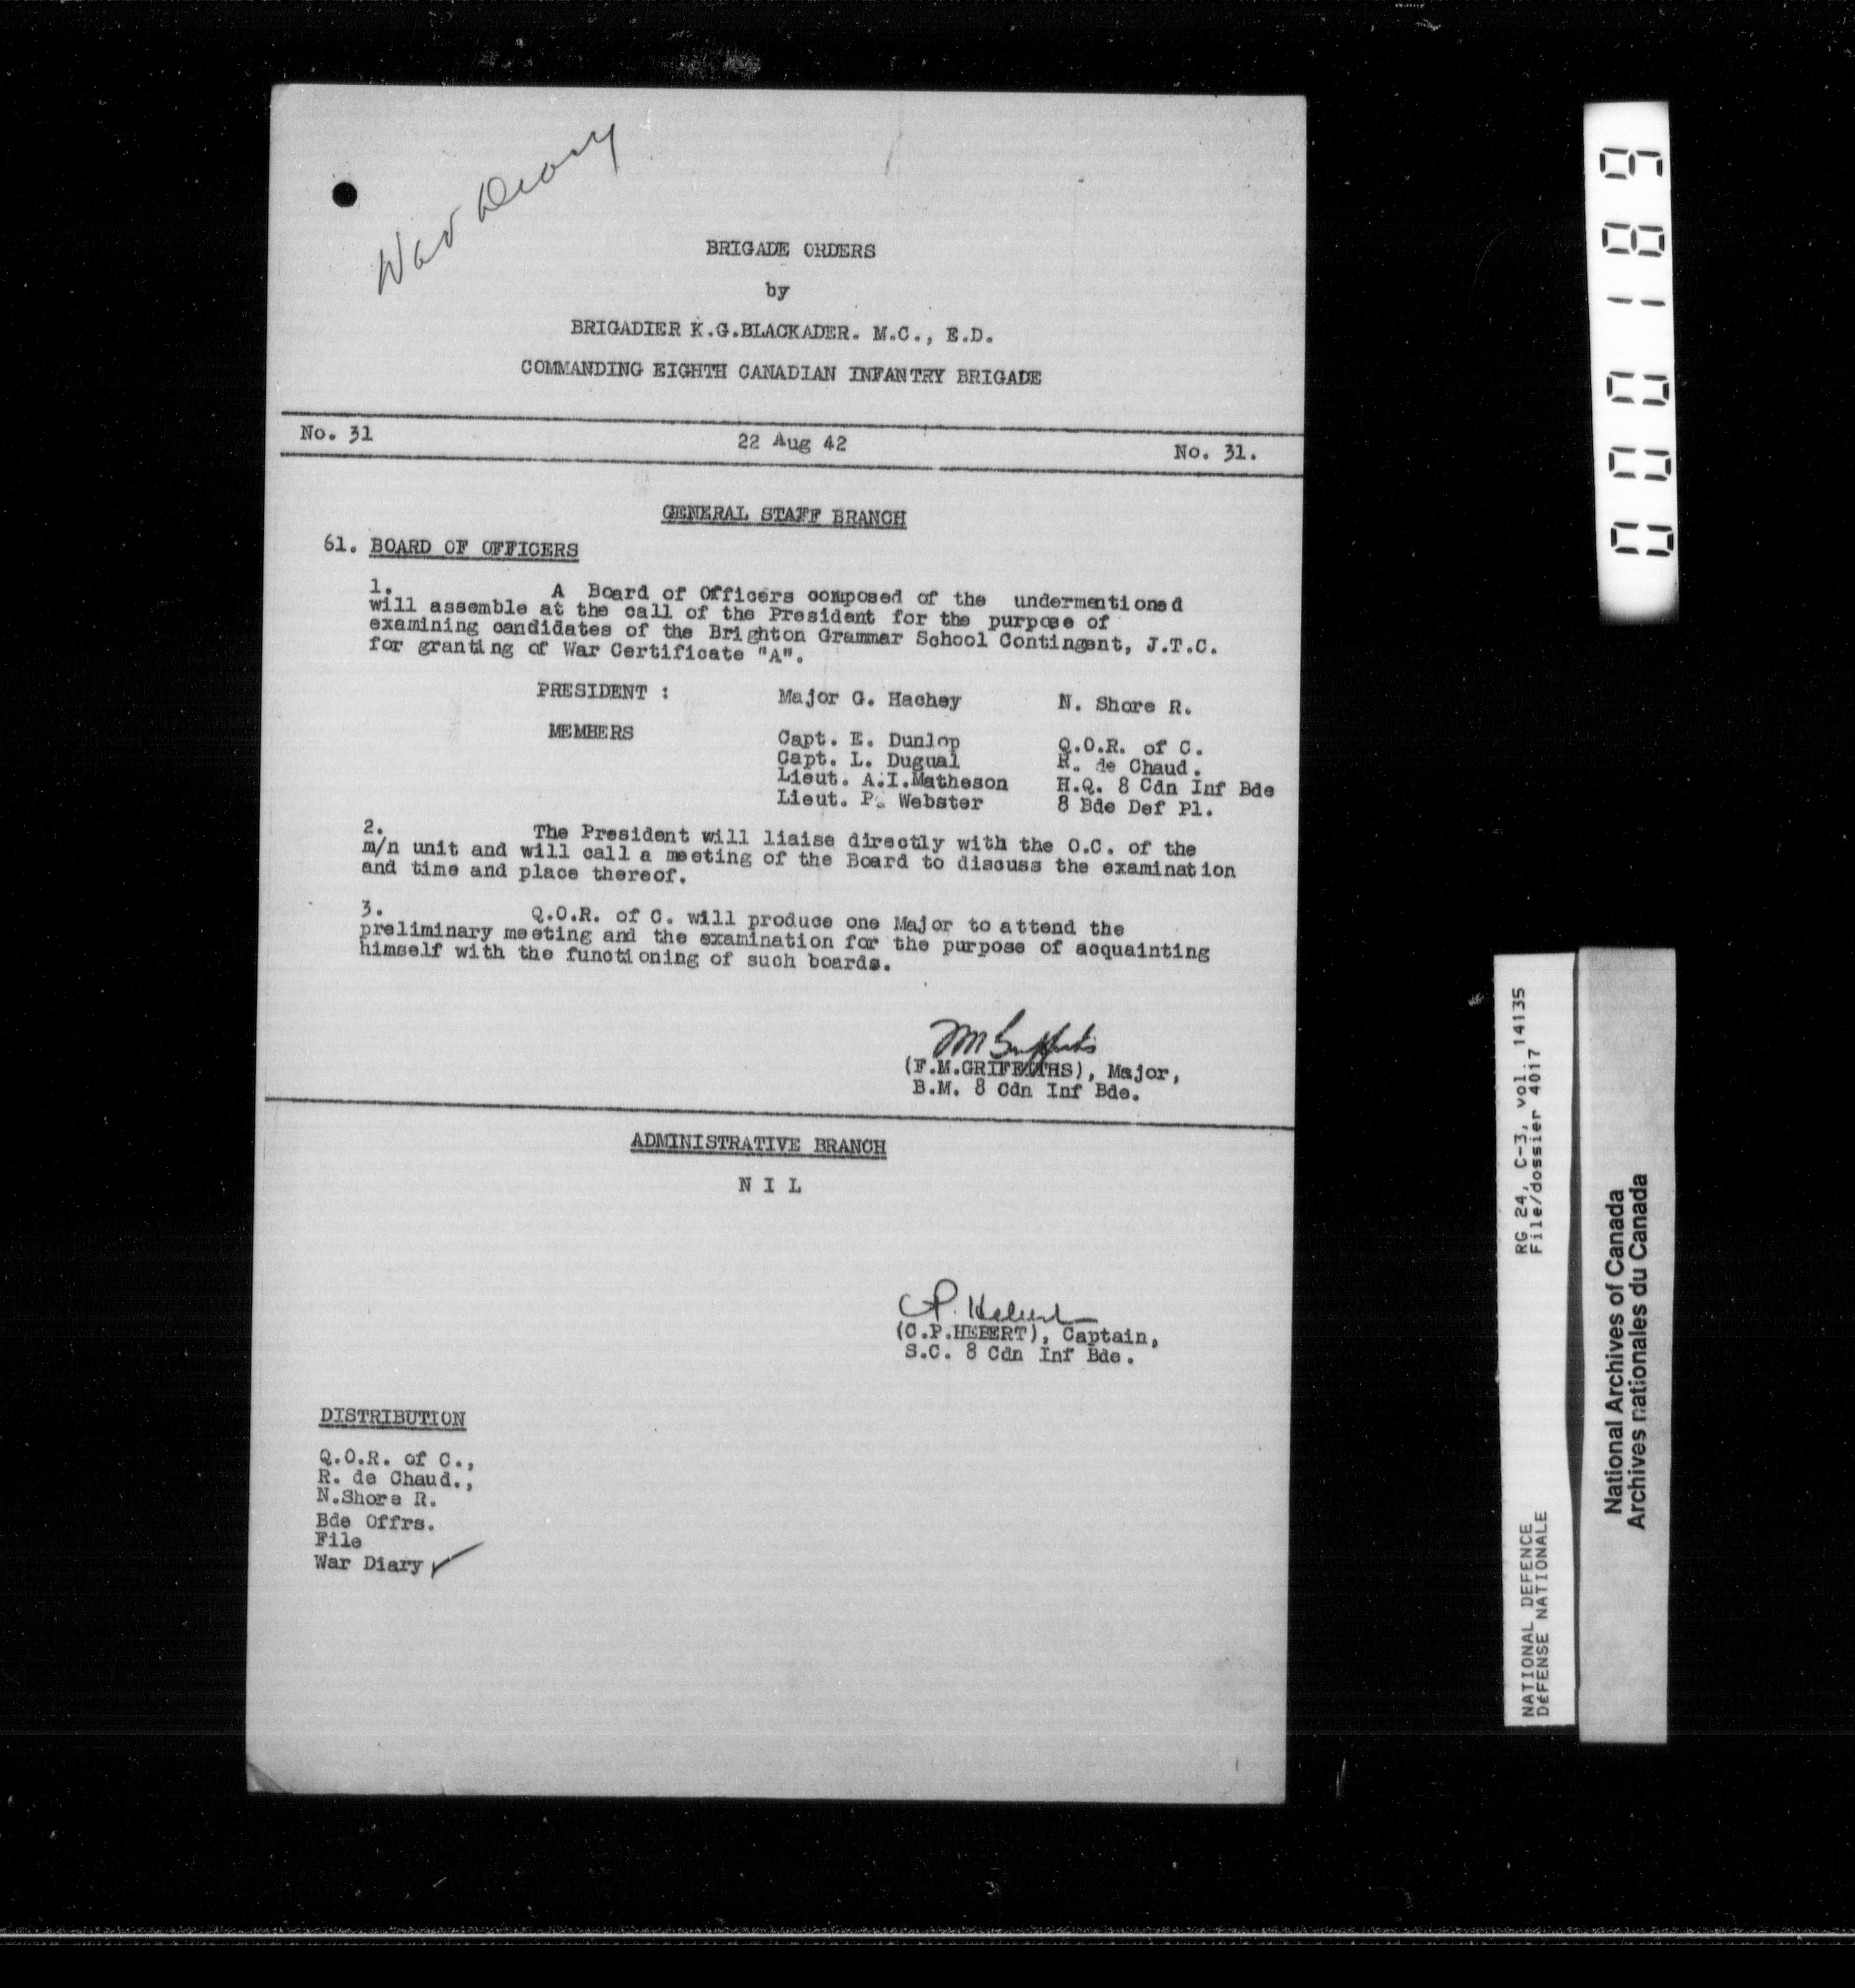 War Diary
BRIGADE ORDERS
by
BRIGADIER K.G.BLACKADER. M.C., E.D.
COMMANDING EIGHTH CANADIAN INFANTRY BRIGADE
No. 31 22 Aug 42 No. 31.
GENERAL STAFF BRANCH
61. BOARD OF OFFICERS
1. A Board of Officers composed of the undermentioned
will assemble at the call of the President for the purpose of
examining candidates of the Brighton Grammar School Contingent, J.T.C.
for granting of War Certificate "A".
PRESIDENT : Major G. Hachey N. Shore R.
MEMBERS Capt. E. Dunlop Q.O.R. of C.
Capt. L. Dugual R. de Chaud.
Lieut. A.I.Matheson H.Q. 8 Cdn Inf Bde
Lieut. P. Webster 8 Bde Def Pl.
2. The President will liaise directly with the O.C. of the
m/n unit and will call a meeting of the Board to discuss the examination
and time and place thereof.
3. Q.O.R. of C. will produce one Major to attend the
preliminary meeting and the examination for the purpose of acquainting
himself with the functioning of such boards.
(F.M.GRIFFITHS), Major,
B.M. 8 Cdn Inf Bde.
ADMINISTRATIVE BRANCH
N I L
C.P. Hebert
(C.P.HEBERT), Captain,
S.C. 8 Cdn Inf Bde.
DISTRIBUTION
Q.O.R. of C.,
R. de Chaud.,
N.Shore R.
Bde Offrs.
File
War Diary
000189
RG 24, C-3, vol. 14135
File/dossier 4017
NATIONAL DEFENCE
DÉFENSE NATIONALE
National Archives of Canada
Archives nationales du Canada